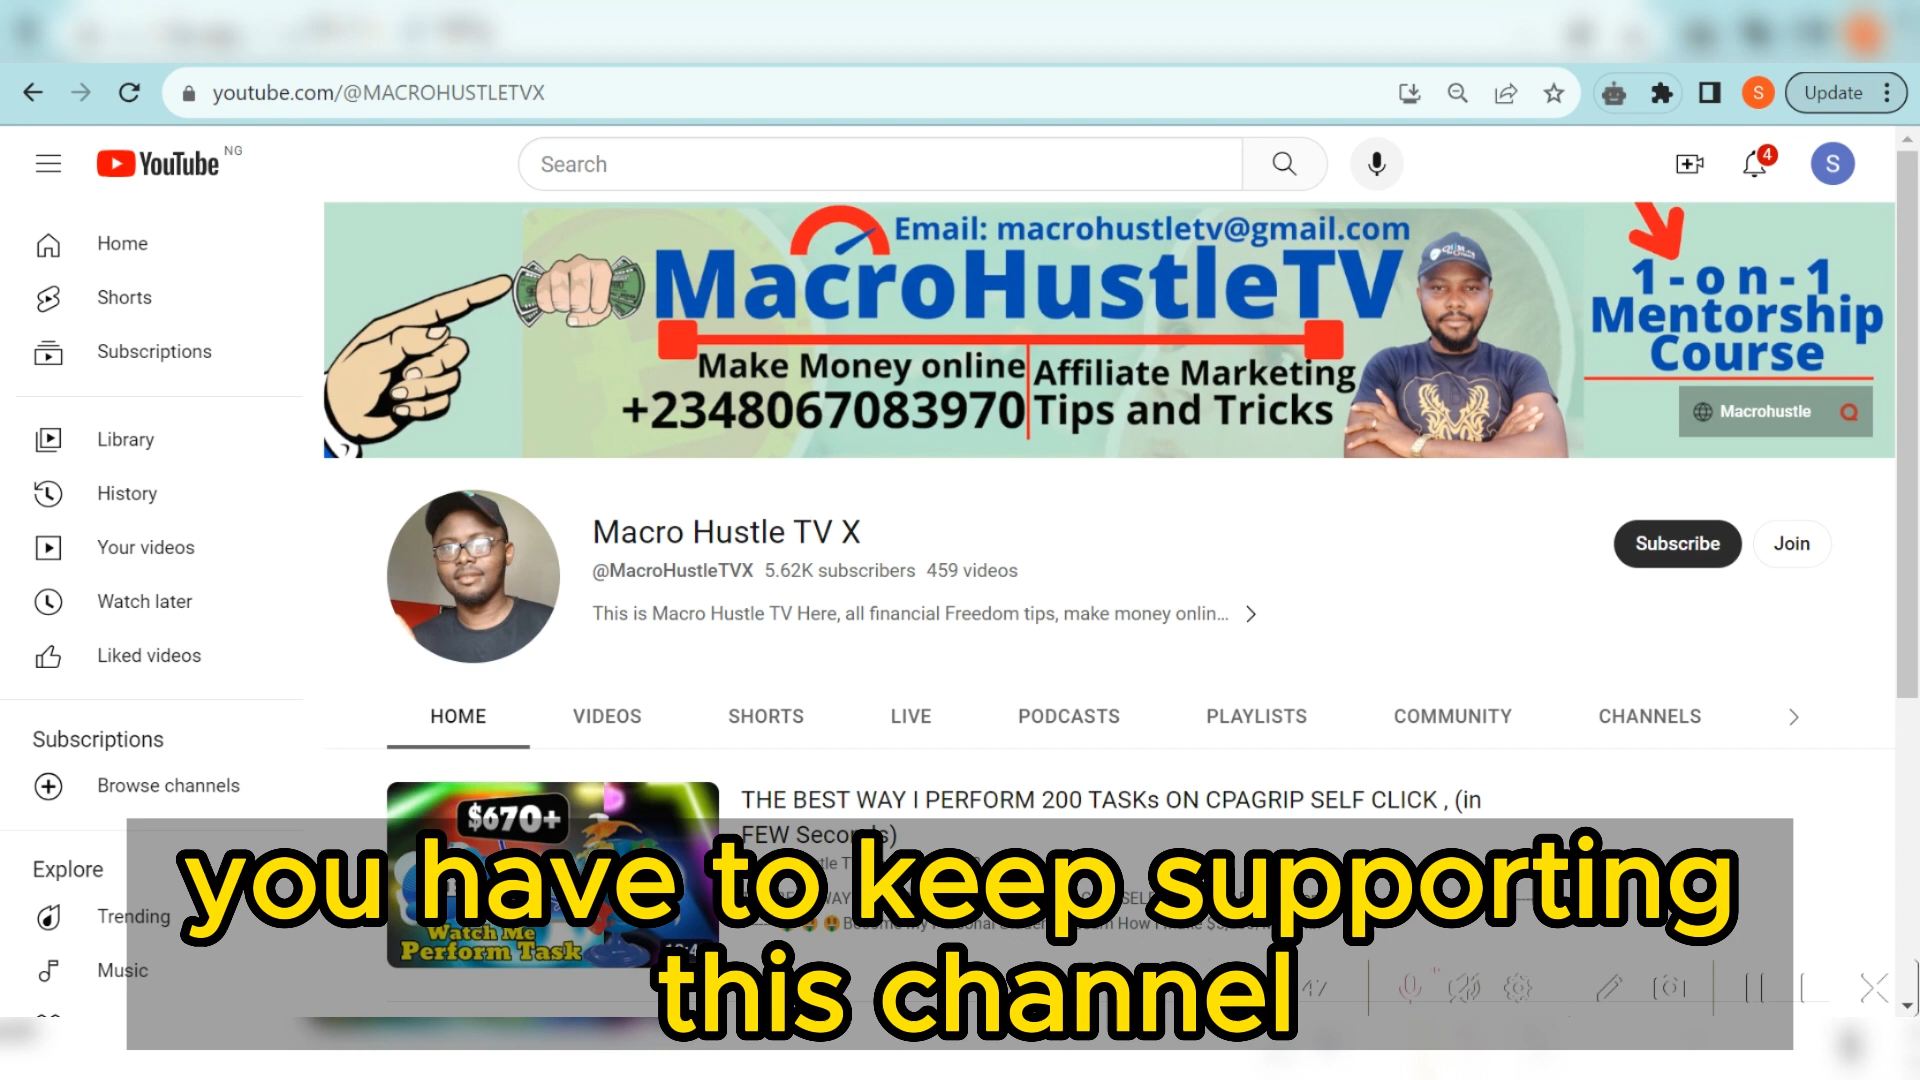 youtube.com/@MACROHUSTLETVX
S
Update
YouTube NG
Search
4
S
Home
Shorts
Subscriptions
Library
History
Your videos
Watch later
Liked videos
Subscriptions
Browse channels
Explore
Trending
Music
Email: macrohustletv@gmail.com
MacroHustleTV
Make Money online
+2348067083970
Affiliate Marketing
Tips and Tricks
1-on-1
Mentorship
Course
Macrohustle
Macro Hustle TV X
@MacroHustleTVX 5.62K subscribers 459 videos
This is Macro Hustle TV Here, all financial Freedom tips, make money onlin...
Subscribe
Join
HOME VIDEOS SHORTS LIVE PODCASTS PLAYLISTS COMMUNITY CHANNELS
$670+
Watch Me
Perform Task
THE BEST WAY I PERFORM 200 TASKs ON CPAGRIP SELF CLICK , (in
FEW Seconds)
you have to keep supporting
this channel